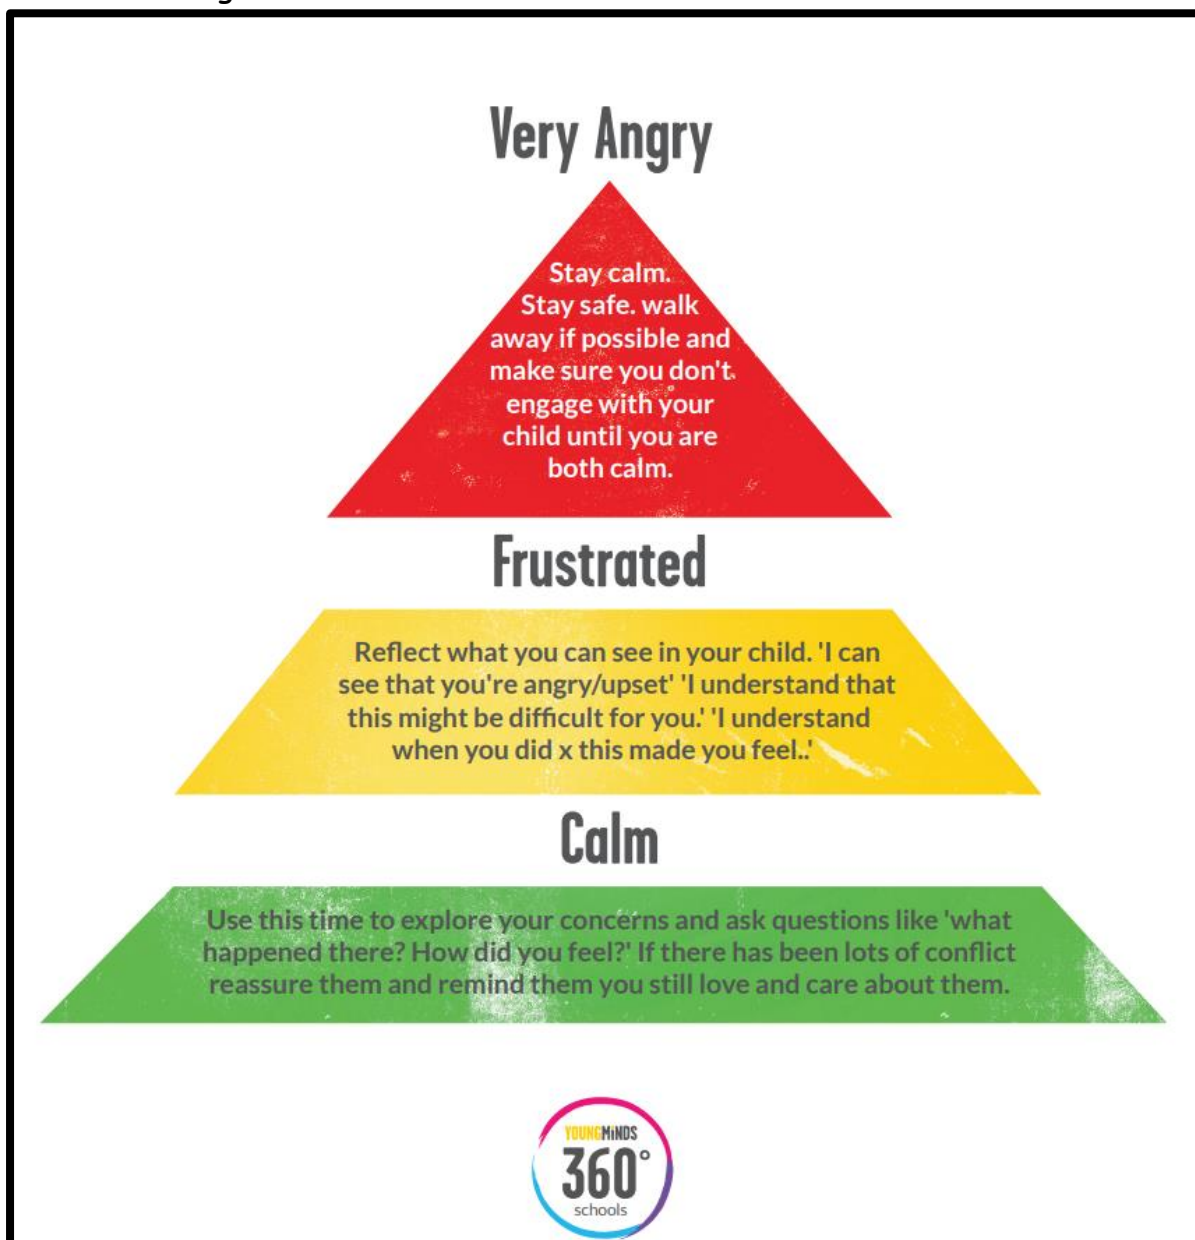 Very Angry
Stay calm.
Stay safe. walk
away if possible and
make sure you don't
engage with your
child until you are
both calm.
Frustrated
Reflect what you can see in your child. 'I can
see that you're angry/upset' 'I understand that
this might be difficult for you.' 'I understand
when you did x this made you feel..'
Calm
Use this time to explore your concerns and ask questions like 'what
happened there? How did you feel?' If there has been lots of conflict
reassure them and remind them you still love and care about them.
YOUNGMiNDS
360°
schools